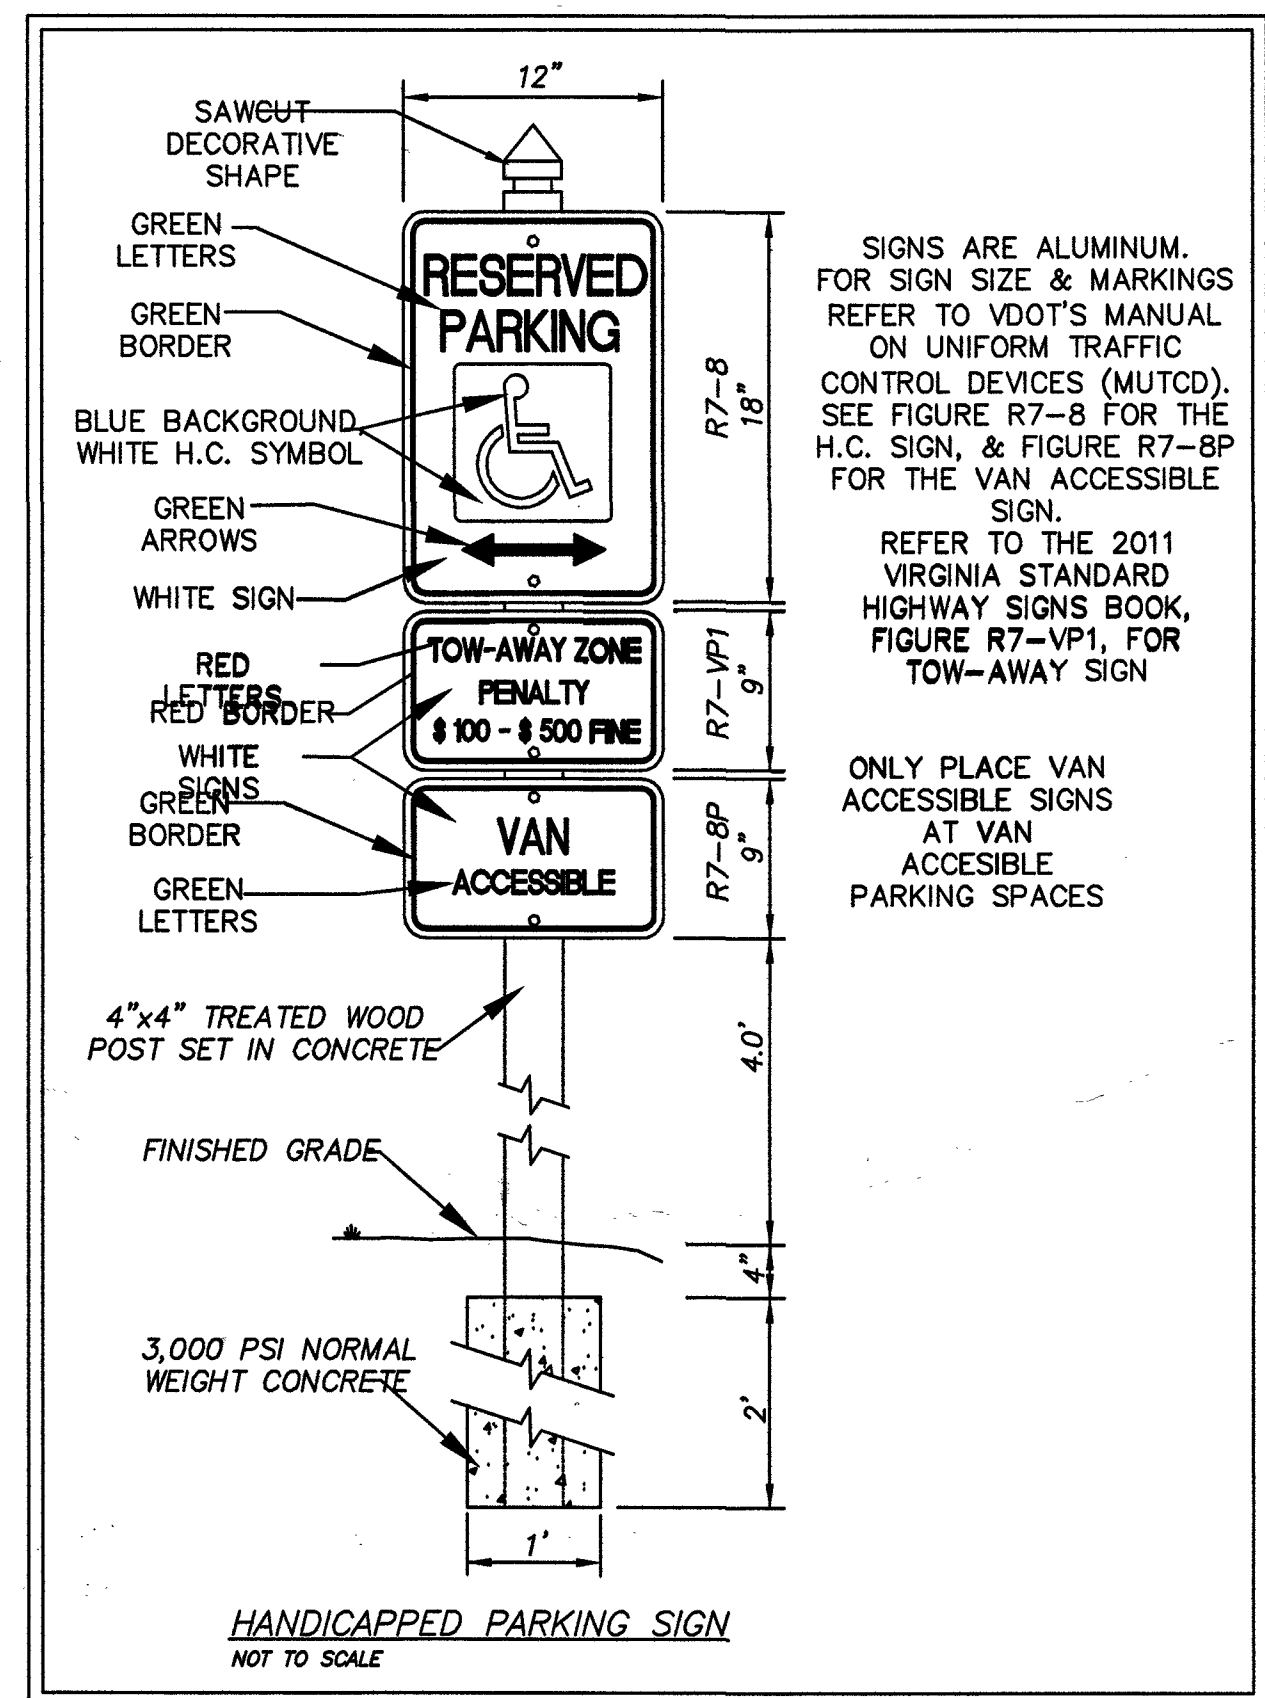 12"
SAWCUT
DECORATIVE
SHAPE
GREEN
LETTERS
GREEN
BORDER
BLUE BACKGROUND
WHITE H.C. SYMBOL
GREEN
ARROWS
WHITE SIGN
RED
LETTERS
RED BORDER
WHITE
SIGNS
GREEN
BORDER
GREEN
LETTERS
4"x4" TREATED WOOD
POST SET IN CONCRETE
FINISHED GRADE
3,000 PSI NORMAL
WEIGHT CONCRETE
RESERVED
PARKING
TOW-AWAY ZONE
PENALTY
$ 100 - $ 500 FINE
VAN
ACCESSIBLE
R7-8
18"
R7-VP1
9"
R7-8P
9"
4.0'
4"
2'
1'
SIGNS ARE ALUMINUM.
FOR SIGN SIZE & MARKINGS
REFER TO VDOT'S MANUAL
ON UNIFORM TRAFFIC
CONTROL DEVICES (MUTCD).
SEE FIGURE R7-8 FOR THE
H.C. SIGN, & FIGURE R7-8P
FOR THE VAN ACCESSIBLE
SIGN.
REFER TO THE 2011
VIRGINIA STANDARD
HIGHWAY SIGNS BOOK,
FIGURE R7-VP1, FOR
TOW-AWAY SIGN
ONLY PLACE VAN
ACCESSIBLE SIGNS
AT VAN
ACCESIBLE
PARKING SPACES
HANDICAPPED PARKING SIGN
NOT TO SCALE